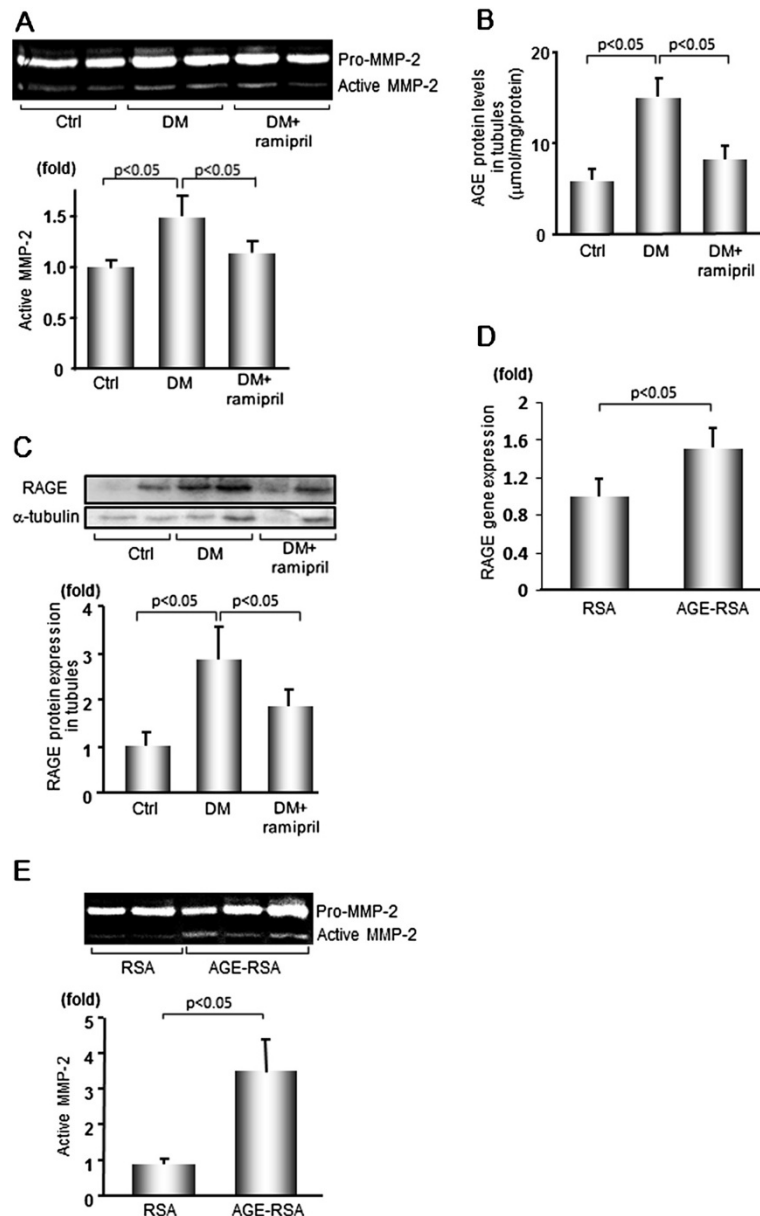 A
Pro-MMP-2
Active MMP-2
Ctrl DM DM+
ramipril
(fold)
p<0.05 p<0.05
1.5
1.0
0.5
0
Active MMP-2
Ctrl DM DM+
ramipril
B
p<0.05 p<0.05
20
10
0
AGE protein levels
in tubules
(μmol/mg/protein)
Ctrl DM DM+
ramipril
C
RAGE
α-tubulin
Ctrl DM DM+
ramipril
(fold)
p<0.05 p<0.05
4
3
2
1
0
RAGE protein expression
in tubules
Ctrl DM DM+
ramipril
D
(fold)
p<0.05
2
1.6
1.2
0.8
0.4
0
RAGE gene expression
RSA AGE-RSA
E
Pro-MMP-2
Active MMP-2
RSA AGE-RSA
(fold)
p<0.05
5
4
3
2
1
0
Active MMP-2
RSA AGE-RSA